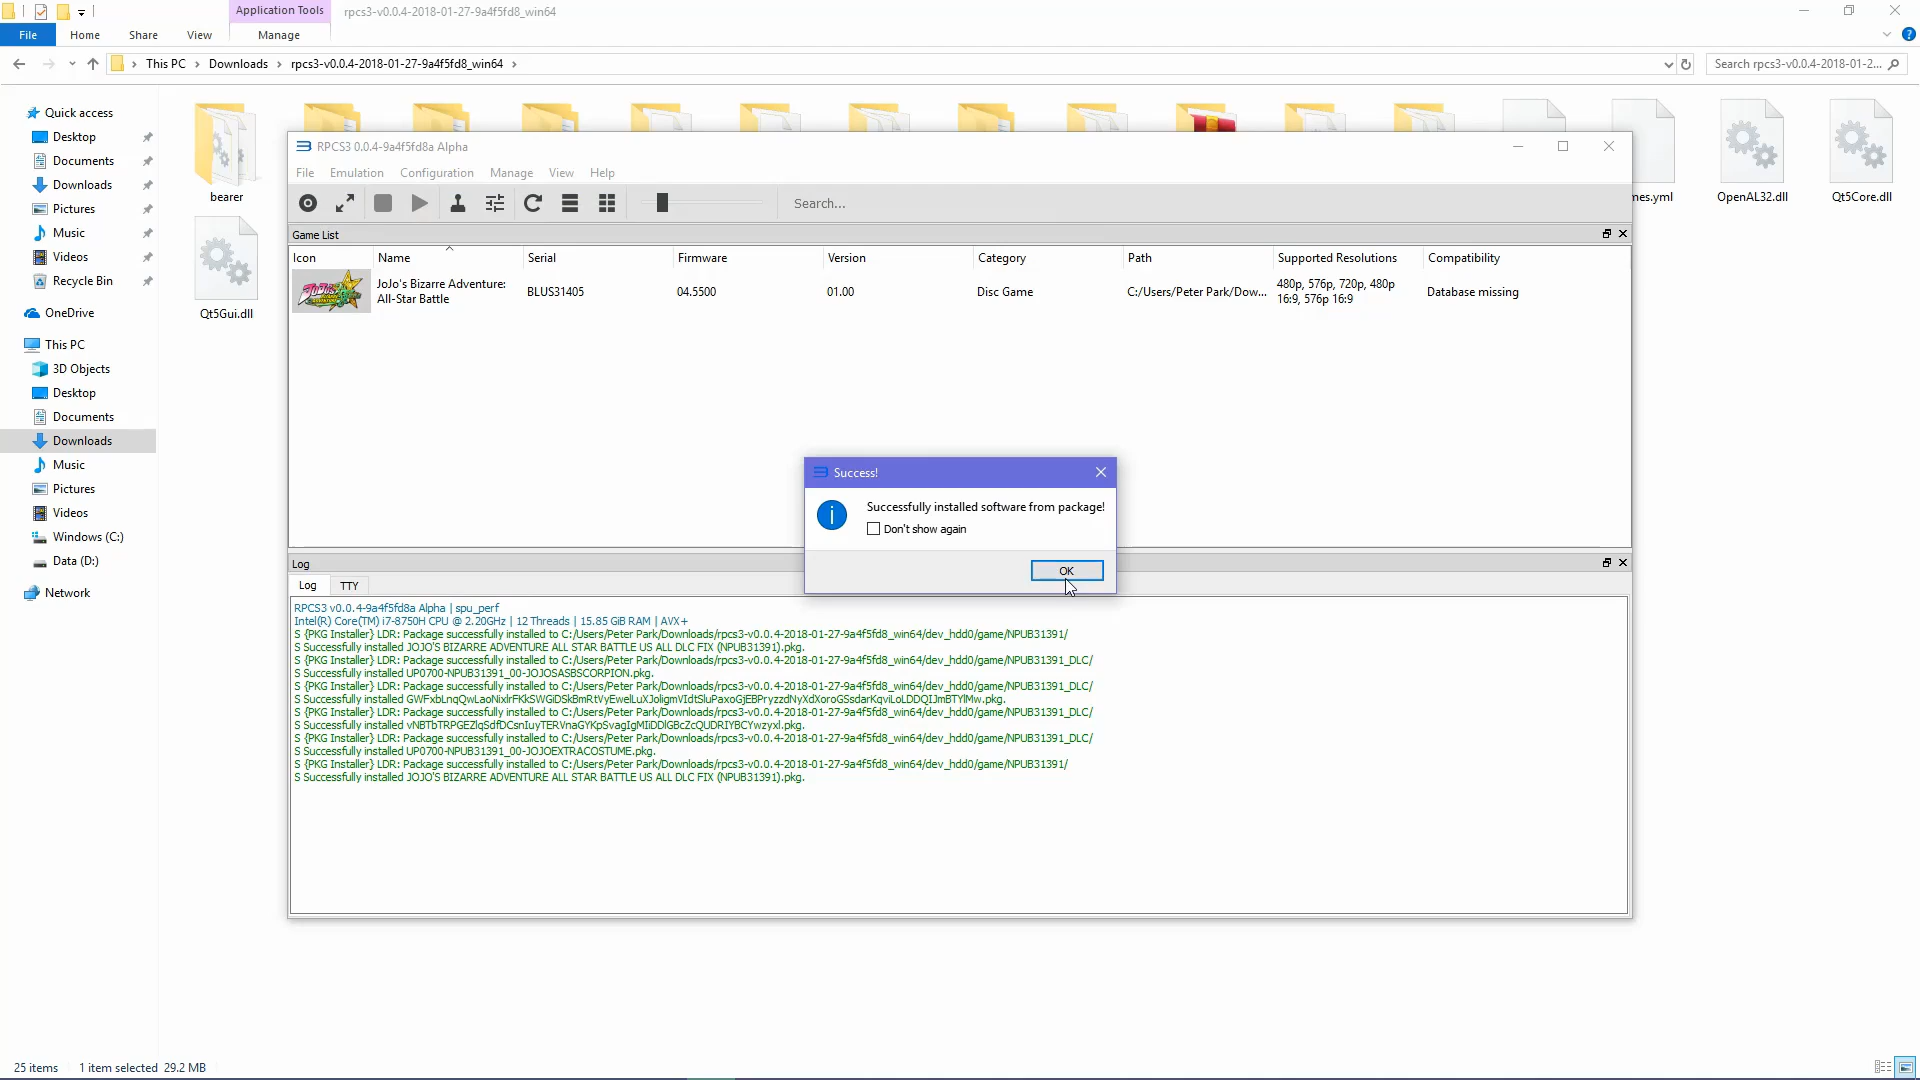 Application Tools
rpcs3-v0.0.4-2018-01-27-9a4f5fd8_win64
File Home Share View Manage
This PC Downloads rpcs3-v0.0.4-2018-01-27-9a4f5fd8_win64
Search rpcs3-v0.0.4-2018-01-2...
Quick access
Desktop
Documents
Downloads
Pictures
Music
Videos
Recycle Bin
OneDrive
This PC
3D Objects
Desktop
Documents
Downloads
Music
Pictures
Videos
Windows (C:)
Data (D:)
Network
bearer
mes.yml
OpenAL32.dll
Qt5Core.dll
Qt5Gui.dll
RPCS3 0.0.4-9a4f5fd8a Alpha
File Emulation Configuration Manage View Help
Search...
Game List
Icon Name Serial Firmware Version Category Path Supported Resolutions Compatibility
JoJo's Bizarre Adventure: All-Star Battle BLUS31405 04.5500 01.00 Disc Game C:/Users/Peter Park/Dow... 480p, 576p, 720p, 480p 16:9, 576p 16:9 Database missing
Success!
Successfully installed software from package!
Don't show again
OK
Log
Log TTY
RPCS3 v0.0.4-9a4f5fd8a Alpha | spu_perf
Intel(R) Core(TM) i7-8750H CPU @ 2.20GHz | 12 Threads | 15.85 GiB RAM | AVX+
S {PKG Installer} LDR: Package successfully installed to C:/Users/Peter Park/Downloads/rpcs3-v0.0.4-2018-01-27-9a4f5fd8_win64/dev_hdd0/game/NPUB31391/
S Successfully installed JOJO'S BIZARRE ADVENTURE ALL STAR BATTLE US ALL DLC FIX (NPUB31391).pkg.
S {PKG Installer} LDR: Package successfully installed to C:/Users/Peter Park/Downloads/rpcs3-v0.0.4-2018-01-27-9a4f5fd8_win64/dev_hdd0/game/NPUB31391_DLC/
S Successfully installed UP0700-NPUB31391_00-JOJOSASBSCORPION.pkg.
S {PKG Installer} LDR: Package successfully installed to C:/Users/Peter Park/Downloads/rpcs3-v0.0.4-2018-01-27-9a4f5fd8_win64/dev_hdd0/game/NPUB31391_DLC/
S Successfully installed
S {PKG Installer} LDR: Package successfully installed to C:/Users/Peter Park/Downloads/rpcs3-v0.0.4-2018-01-27-9a4f5fd8_win64/dev_hdd0/game/NPUB31391_DLC/
S Successfully installed
S {PKG Installer} LDR: Package successfully installed to C:/Users/Peter Park/Downloads/rpcs3-v0.0.4-2018-01-27-9a4f5fd8_win64/dev_hdd0/game/NPUB31391_DLC/
S Successfully installed UP0700-NPUB31391_00-JOJOEXTRACOSTUME.pkg.
S {PKG Installer} LDR: Package successfully installed to C:/Users/Peter Park/Downloads/rpcs3-v0.0.4-2018-01-27-9a4f5fd8_win64/dev_hdd0/game/NPUB31391/
S Successfully installed JOJO'S BIZARRE ADVENTURE ALL STAR BATTLE US ALL DLC FIX (NPUB31391).pkg.
25 items 1 item selected 29.2 MB